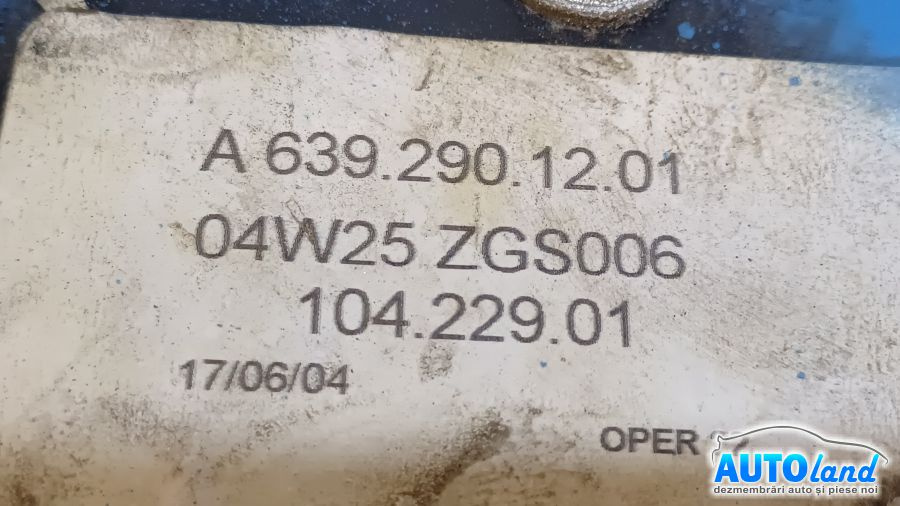 A 639.290.12.01
04W25 ZGS006
104.229.01
17/06/04
OPER
AUTOland
dezmembrări auto și piese noi